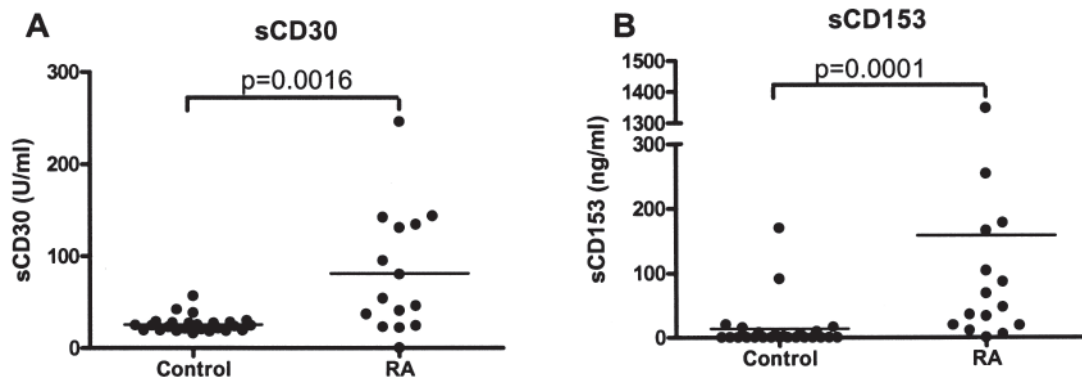 A
sCD30
p=0.0016
300
200
100
0
sCD30 (U/ml)
Control
RA
B
sCD153
p=0.0001
1500
1400
1300
300
200
100
0
sCD153 (ng/ml)
Control
RA